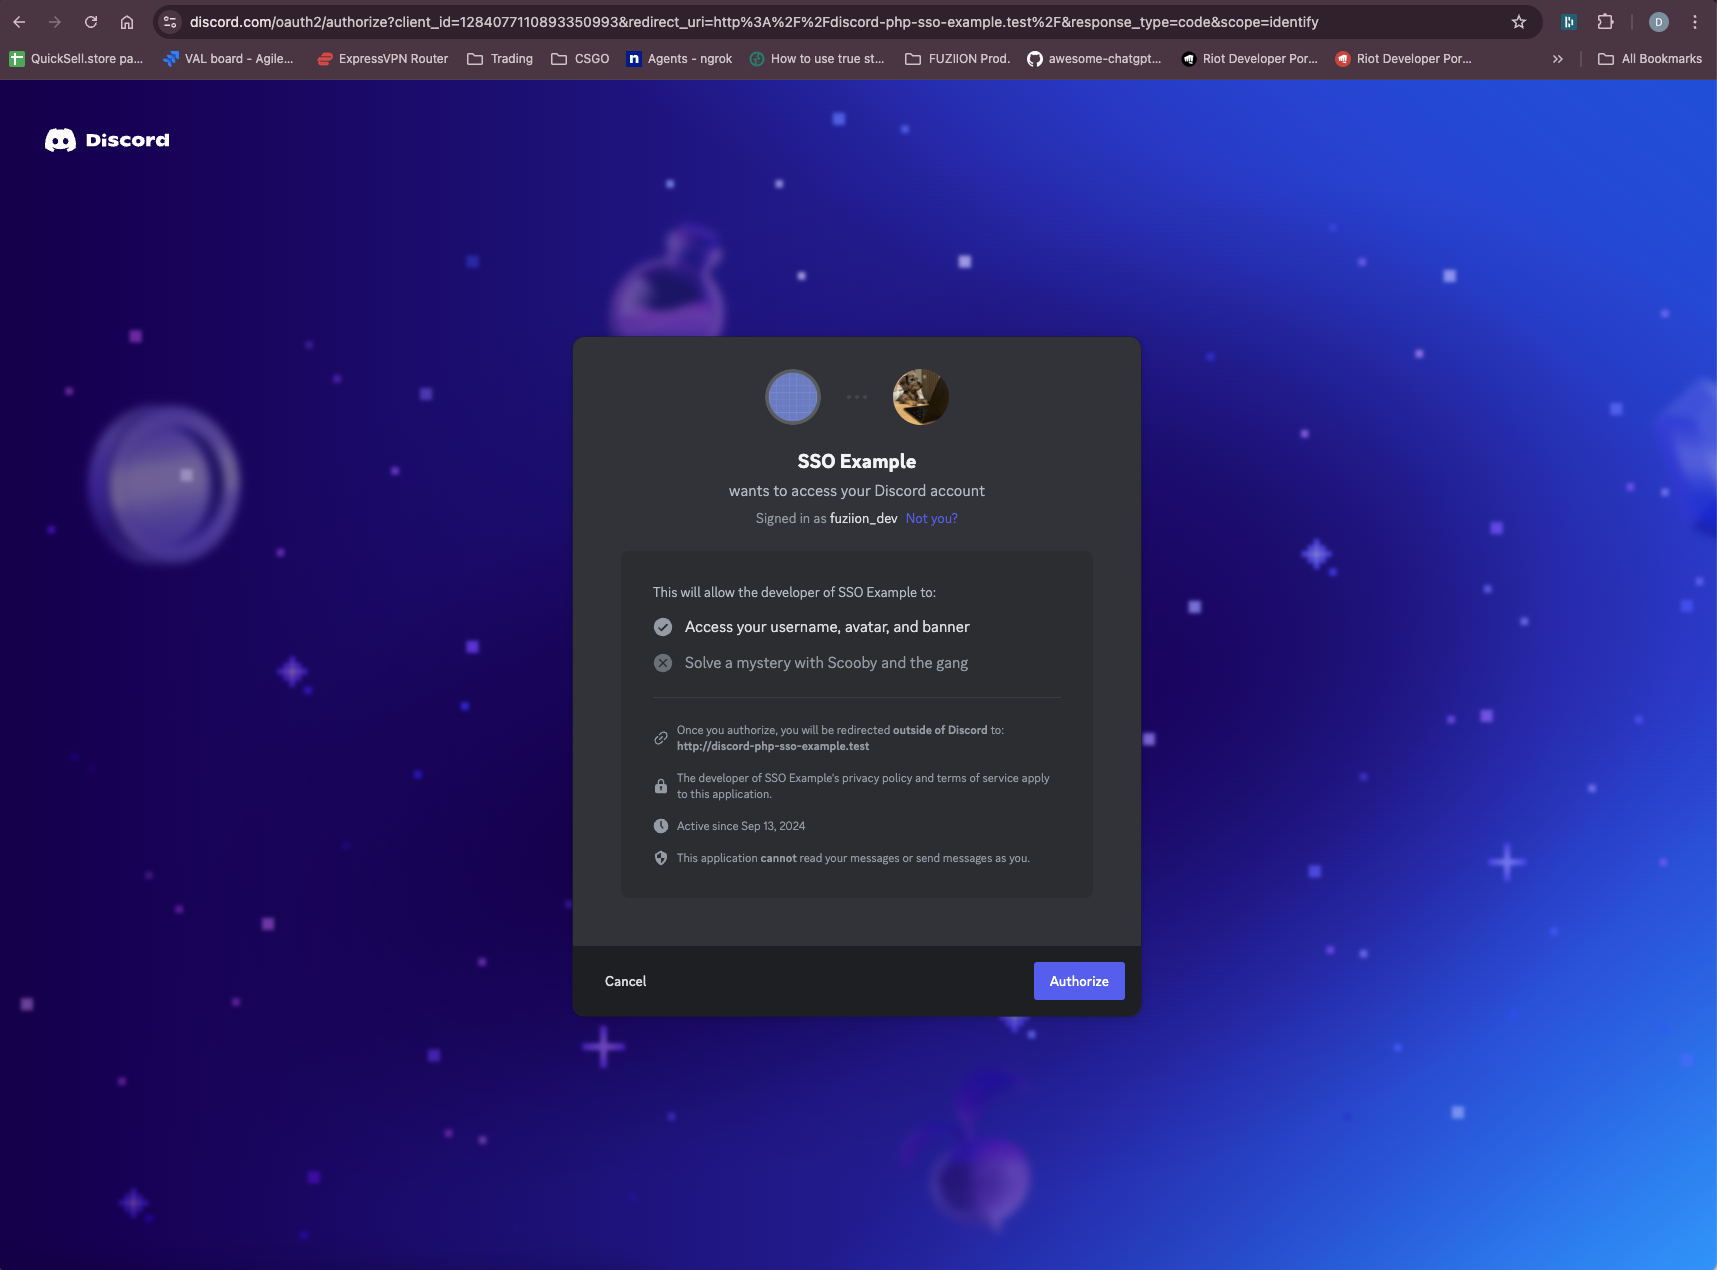 discord.com/oauth2/authorize?client_id=1284077110893350993&redirect_uri=http%3A%2F%2Fdiscord-php-sso-example.test%2F&response_type=code&scope=identify
D
QuickSell.store pa...
VAL board - Agile...
ExpressVPN Router
Trading
CSGO
n
Agents - ngrok
How to use true st...
FUZIION Prod.
awesome-chatgpt...
Riot Developer Por...
Riot Developer Por...
All Bookmarks
Discord
SSO Example
wants to access your Discord account
Signed in as fuziion_dev Not you?
This will allow the developer of SSO Example to:
Access your username, avatar, and banner
Solve a mystery with Scooby and the gang
Once you authorize, you will be redirected outside of Discord to:
http://discord-php-sso-example.test
The developer of SSO Example's privacy policy and terms of service apply
to this application.
Active since Sep 13, 2024
This application cannot read your messages or send messages as you.
Cancel
Authorize